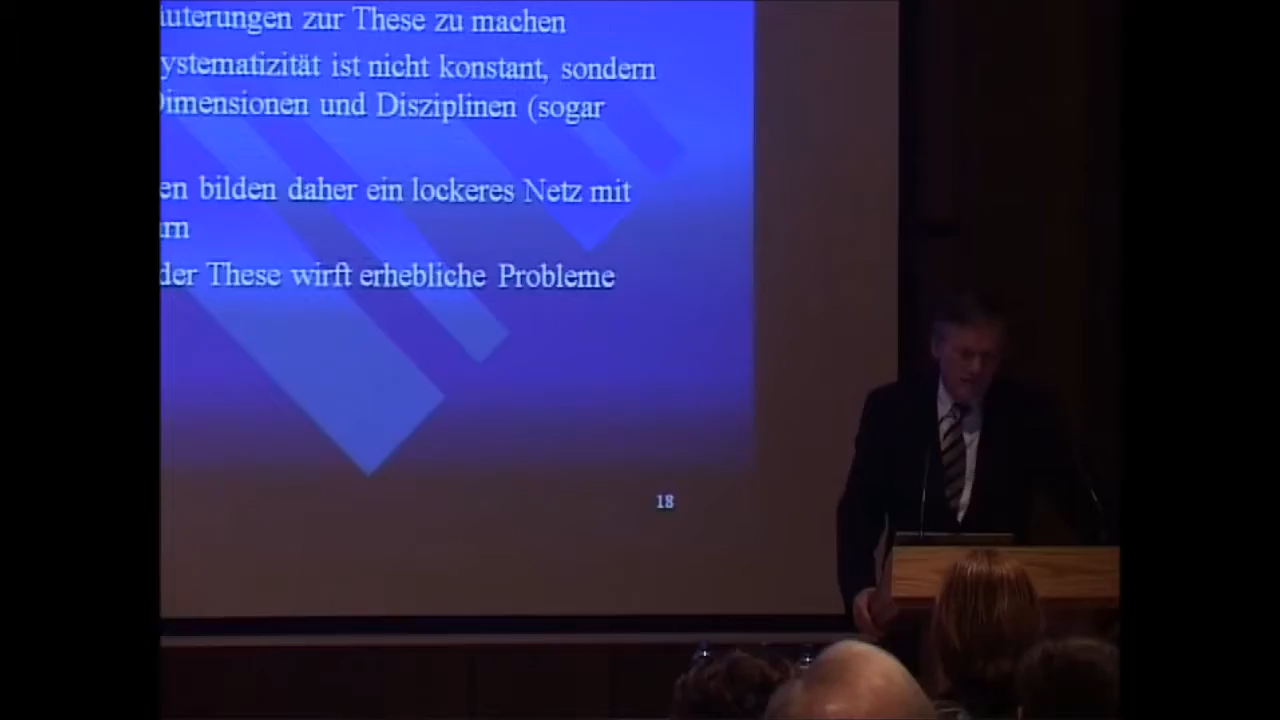 äuterungen zur These zu machen
ystematizität ist nicht konstant, sondern
Dimensionen und Disziplinen (sogar
en bilden daher ein lockeres Netz mit
rn
der These wirft erhebliche Probleme
18